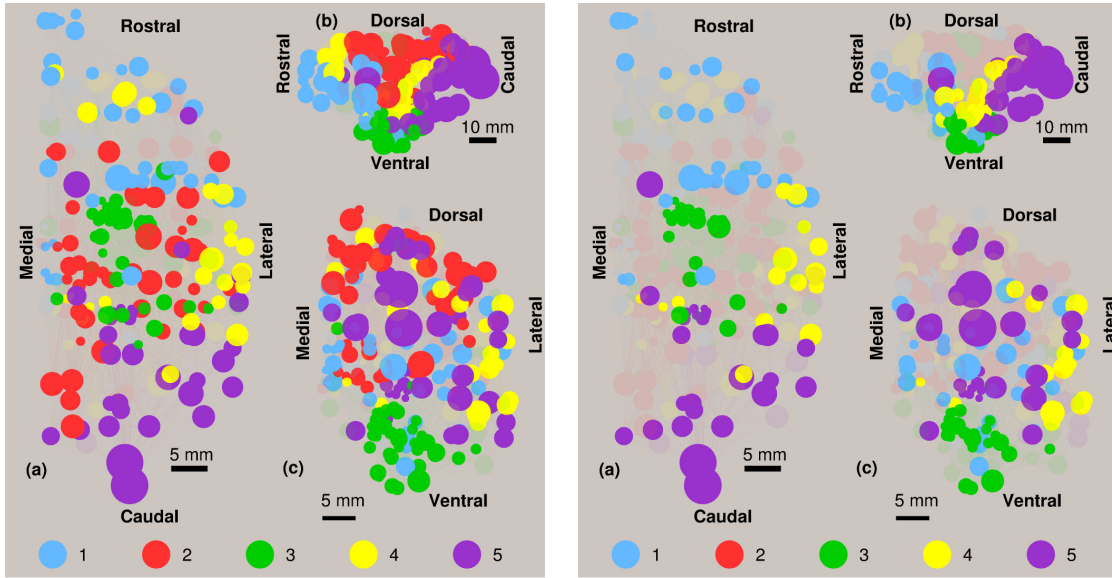 Rostral
(b)
Dorsal
Rostral
Caudal
10 mm
Ventral
Medial
Lateral
Dorsal
Medial
Lateral
5 mm
(a)
(c)
5 mm
Ventral
Caudal
1 2 3 4 5
Rostral
(b)
Dorsal
Rostral
Caudal
10 mm
Ventral
Medial
Lateral
Dorsal
Medial
Lateral
5 mm
(a)
(c)
5 mm
Ventral
Caudal
1 2 3 4 5